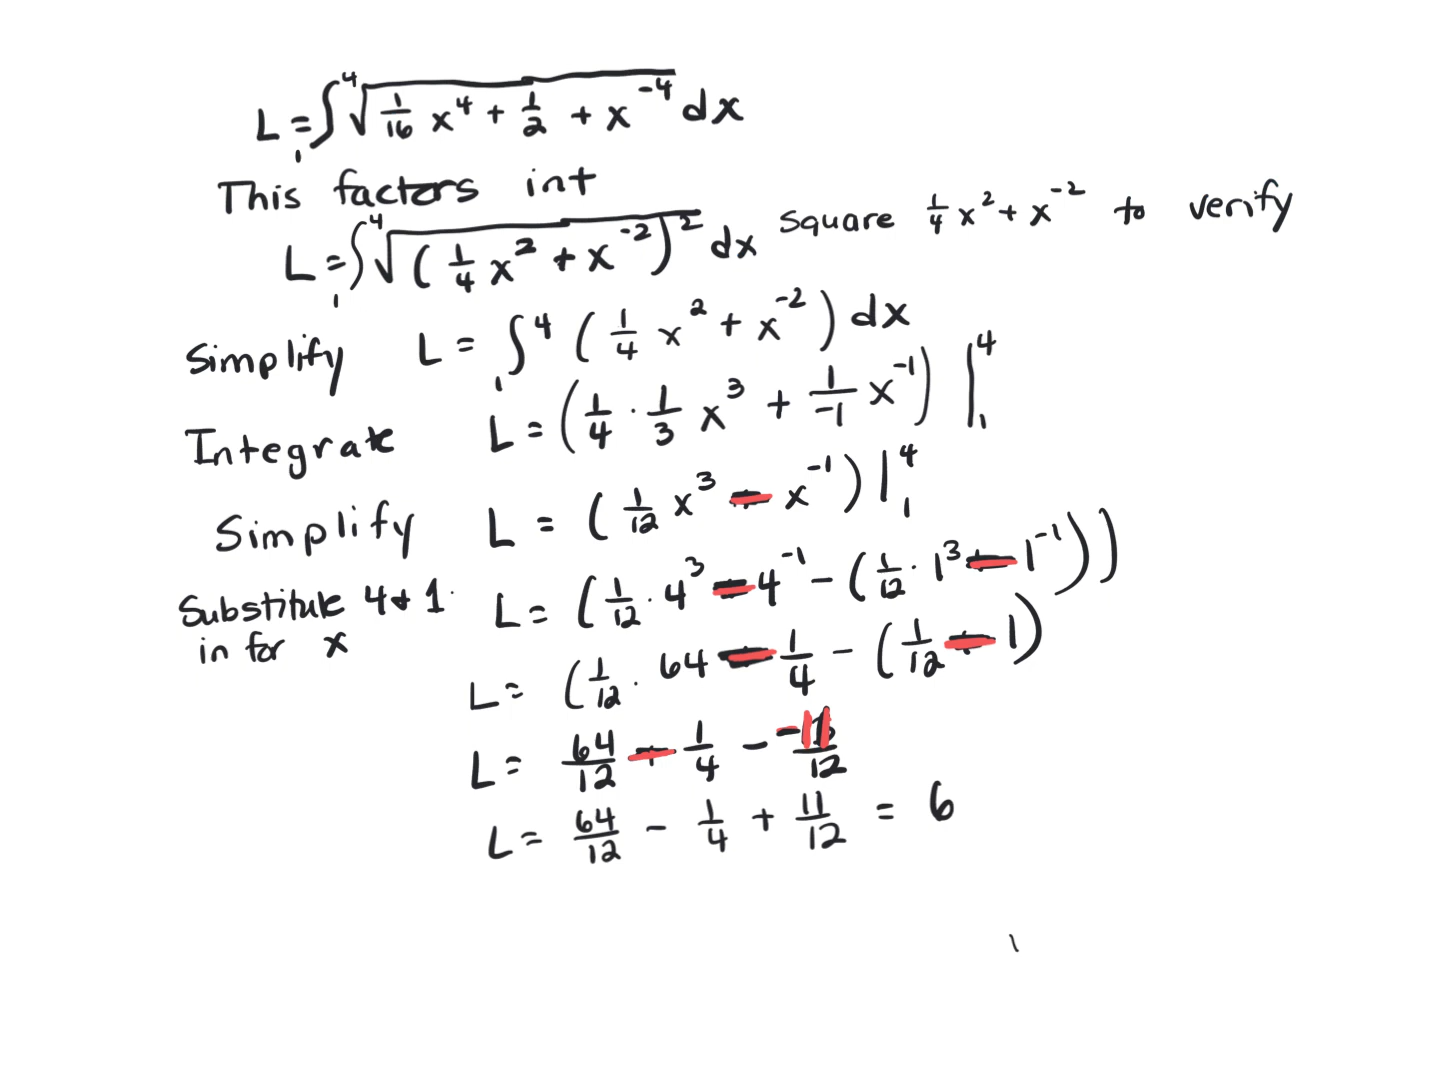 L = ∫₁⁴ √(1/16 x⁴ + 1/2 + x⁻⁴) dx
This factors int
L = ∫₁⁴ √((1/4 x² + x⁻²)²) dx square 1/4 x² + x⁻² to verify
Simplify L = ∫₁⁴ (1/4 x² + x⁻²) dx
Integrate L = (1/4 · 1/3 x³ + 1/-1 x⁻¹) |₁⁴
Simplify L = (1/12 x³ - x⁻¹) |₁⁴
Substitute 4 + 1 L = (1/12 · 4³ - 4⁻¹ - (1/12 · 1³ - 1⁻¹))
in for x
L = (1/12 · 64 - 1/4 - (1/12 - 1)
L = 64/12 - 1/4 - -11/12
L = 64/12 - 1/4 + 11/12 = 6